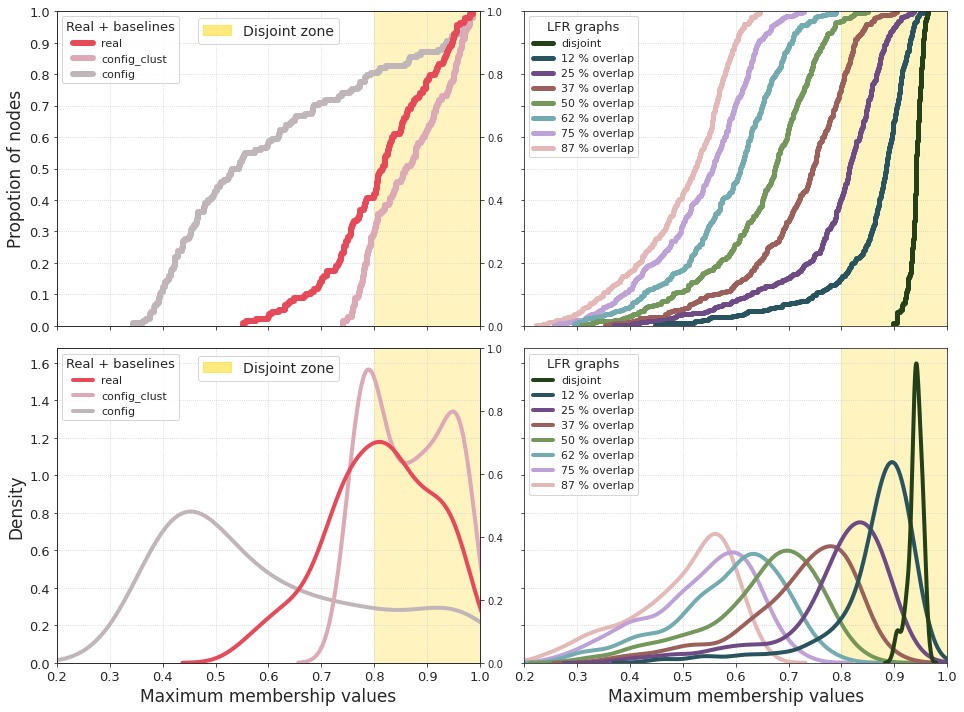 Real + baselines
real
config_clust
config
Disjoint zone
LFR graphs
disjoint
12 % overlap
25 % overlap
37 % overlap
50 % overlap
62 % overlap
75 % overlap
87 % overlap
Propotion of nodes
1.0
0.9
0.8
0.7
0.6
0.5
0.4
0.3
0.2
0.1
0.0
1.0
0.8
0.6
0.4
0.2
0.0
Real + baselines
real
config_clust
config
Disjoint zone
LFR graphs
disjoint
12 % overlap
25 % overlap
37 % overlap
50 % overlap
62 % overlap
75 % overlap
87 % overlap
Density
1.6
1.4
1.2
1.0
0.8
0.6
0.4
0.2
0.0
1.0
0.8
0.6
0.4
0.2
0.0
0.2 0.3 0.4 0.5 0.6 0.7 0.8 0.9 1.0
0.2 0.3 0.4 0.5 0.6 0.7 0.8 0.9 1.0
Maximum membership values
Maximum membership values